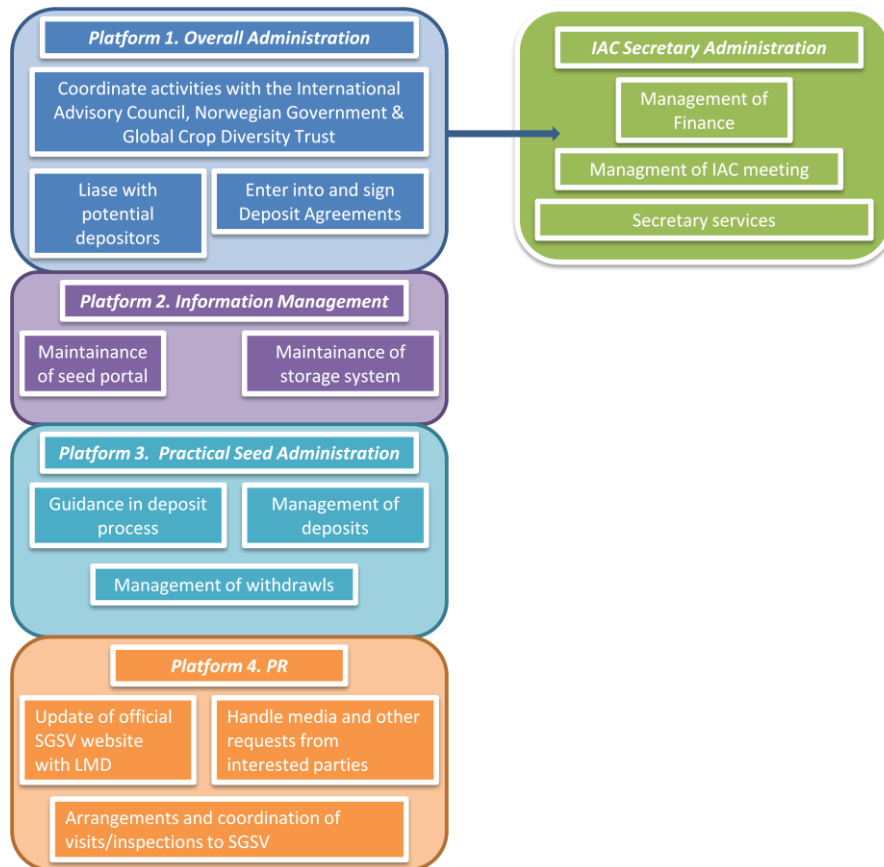 Platform 1. Overall Administration
Coordinate activities with the International
Advisory Council, Norwegian Government &
Global Crop Diversity Trust
Liase with
potential
depositors
Enter into and sign
Deposit Agreements
IAC Secretary Administration
Management of
Finance
Managment of IAC meeting
Secretary services
Platform 2. Information Management
Maintainance
of seed portal
Maintainance of
storage system
Platform 3.  Practical Seed Administration
Guidance in deposit
process
Management of
deposits
Management of withdrawls
Platform 4. PR
Update of official
SGSV website
with LMD
Handle media and other
requests from
interested parties
Arrangements and coordination of
visits/inspections to SGSV